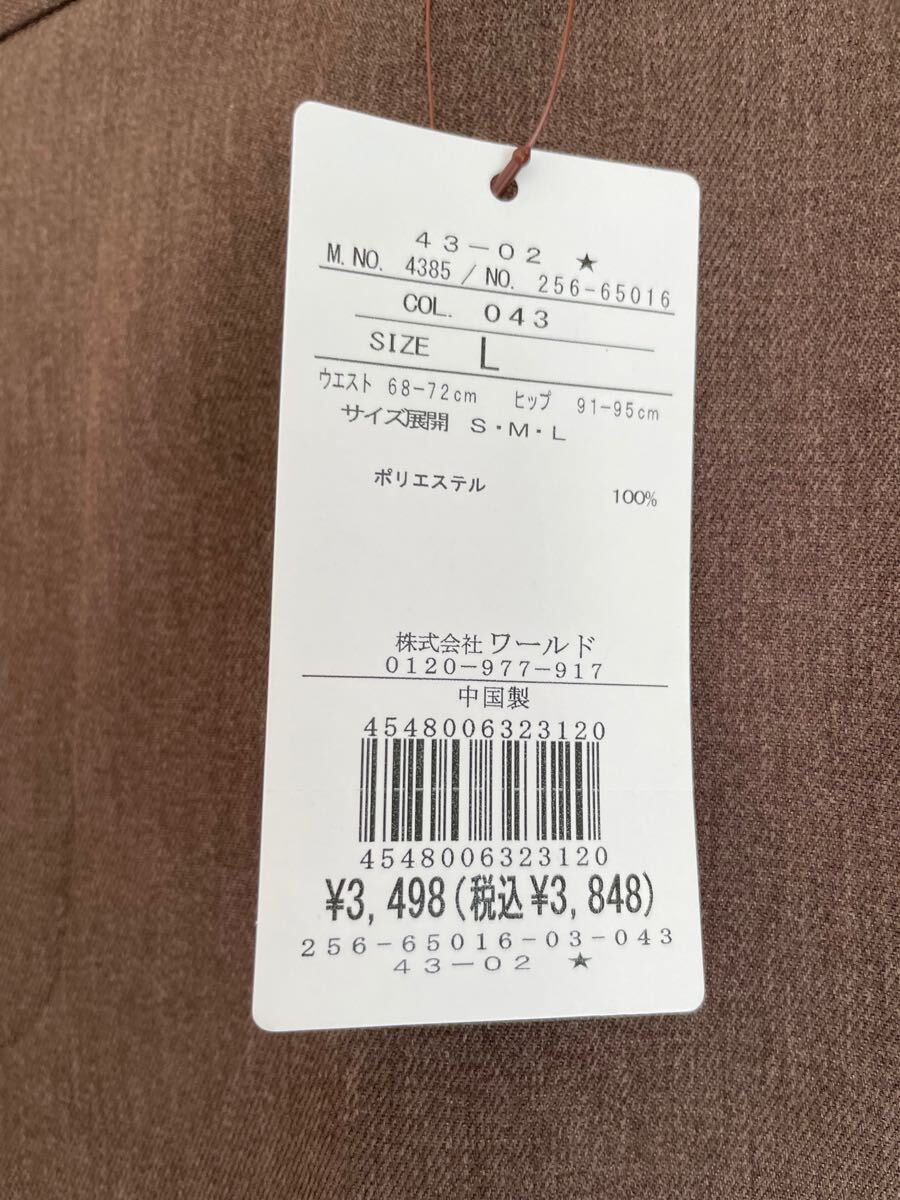 43-02 ★
M.NO. 4385 / NO. 256-65016
COL. 043
SIZE L
ウエスト 68-72cm ヒップ 91-95cm
サイズ展開 S・M・L
ポリエステル 100%
株式会社 ワールド
0120-977-917
中国製
4548006323120
4548006323120
¥3,498(税込¥3,848)
256-65016-03-043
43-02 ★